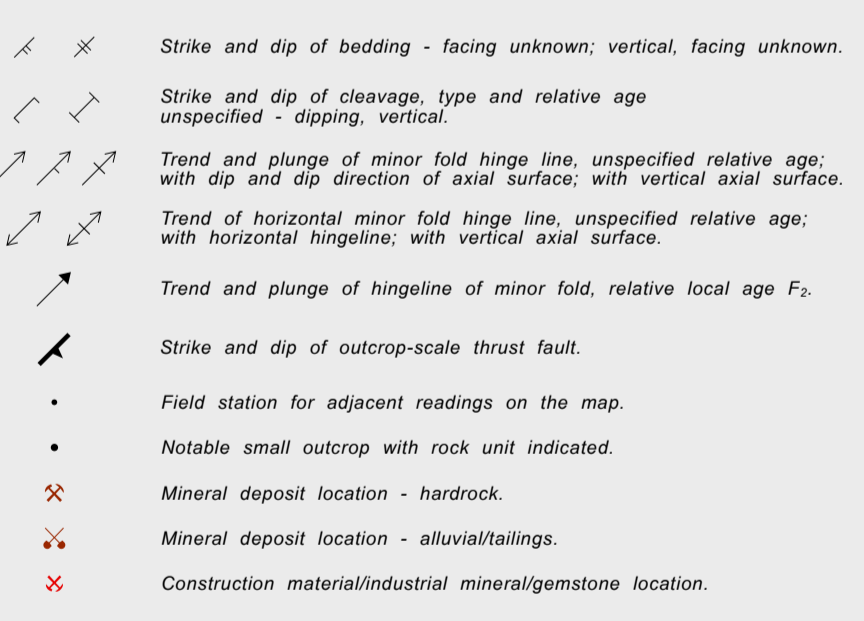 Strike and dip of bedding - facing unknown; vertical, facing unknown.
Strike and dip of cleavage, type and relative age
unspecified - dipping, vertical.
Trend and plunge of minor fold hinge line, unspecified relative age;
with dip and dip direction of axial surface; with vertical axial surface.
Trend of horizontal minor fold hinge line, unspecified relative age;
with horizontal hingeline; with vertical axial surface.
Trend and plunge of hingeline of minor fold, relative local age F₂.
Strike and dip of outcrop-scale thrust fault.
Field station for adjacent readings on the map.
Notable small outcrop with rock unit indicated.
Mineral deposit location - hardrock.
Mineral deposit location - alluvial/tailings.
Construction material/industrial mineral/gemstone location.